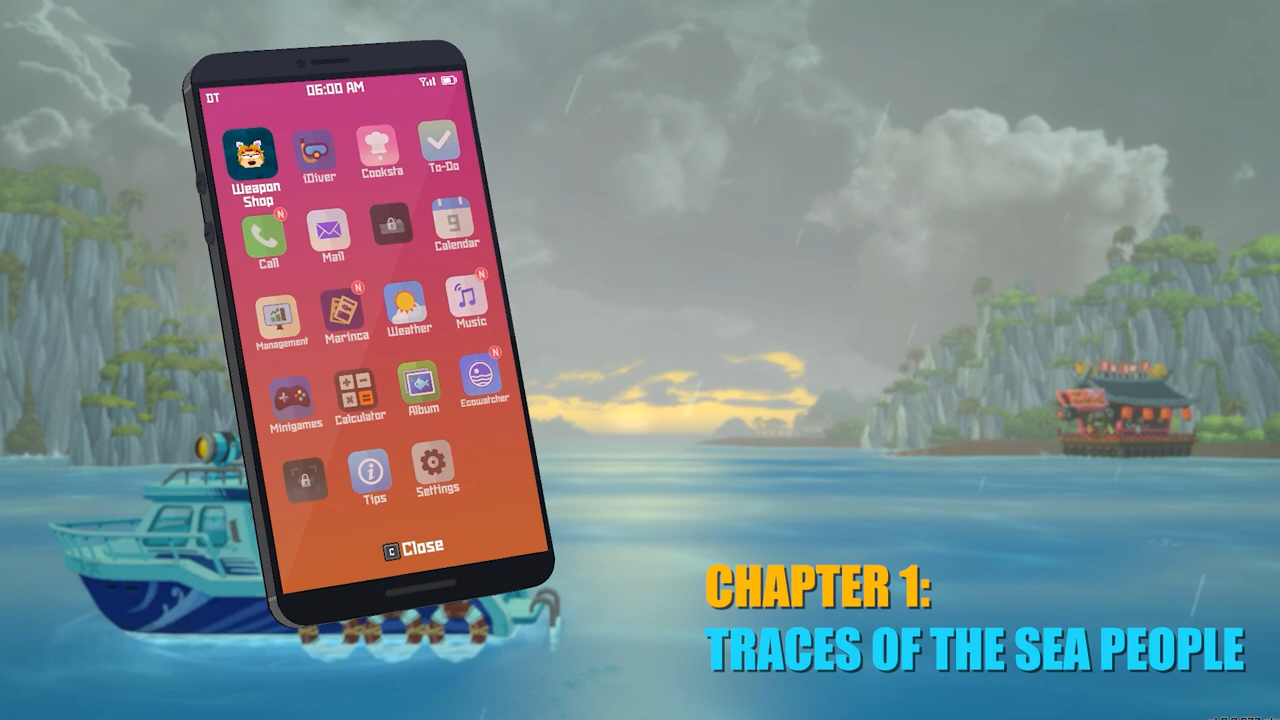 DT
06:00 AM
Weapon
Shop
iDiver
Cooksta
To-Do
N
Call
Mail
9
Calendar
Management
N
Marinca
Weather
N
Music
Minigames
Calculator
Album
N
Ecowatcher
Tips
Settings
C Close
CHAPTER 1:
TRACES OF THE SEA PEOPLE